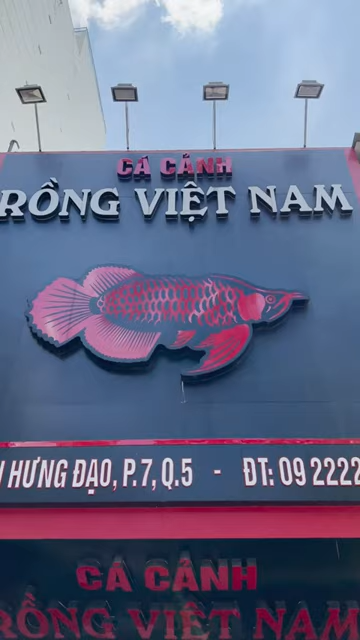 CÁ CẢNH
RỒNG VIỆT NAM
HƯNG ĐẠO, P.7, Q.5 - ĐT: 09 2222
CÁ CẢNH
RỒNG VIỆT NAM